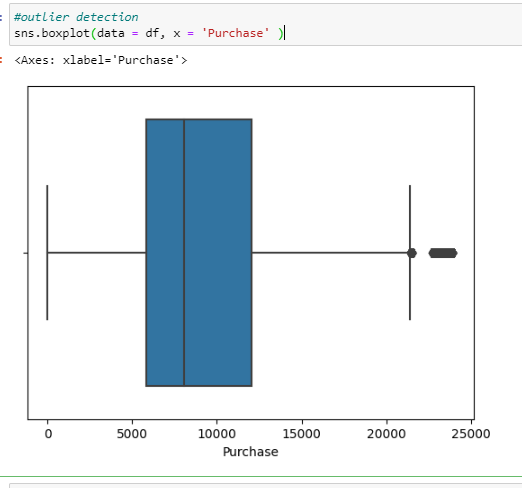 #outlier detection
sns.boxplot(data = df, x = 'Purchase' )
<Axes: xlabel='Purchase'>
0 5000 10000 15000 20000 25000
Purchase